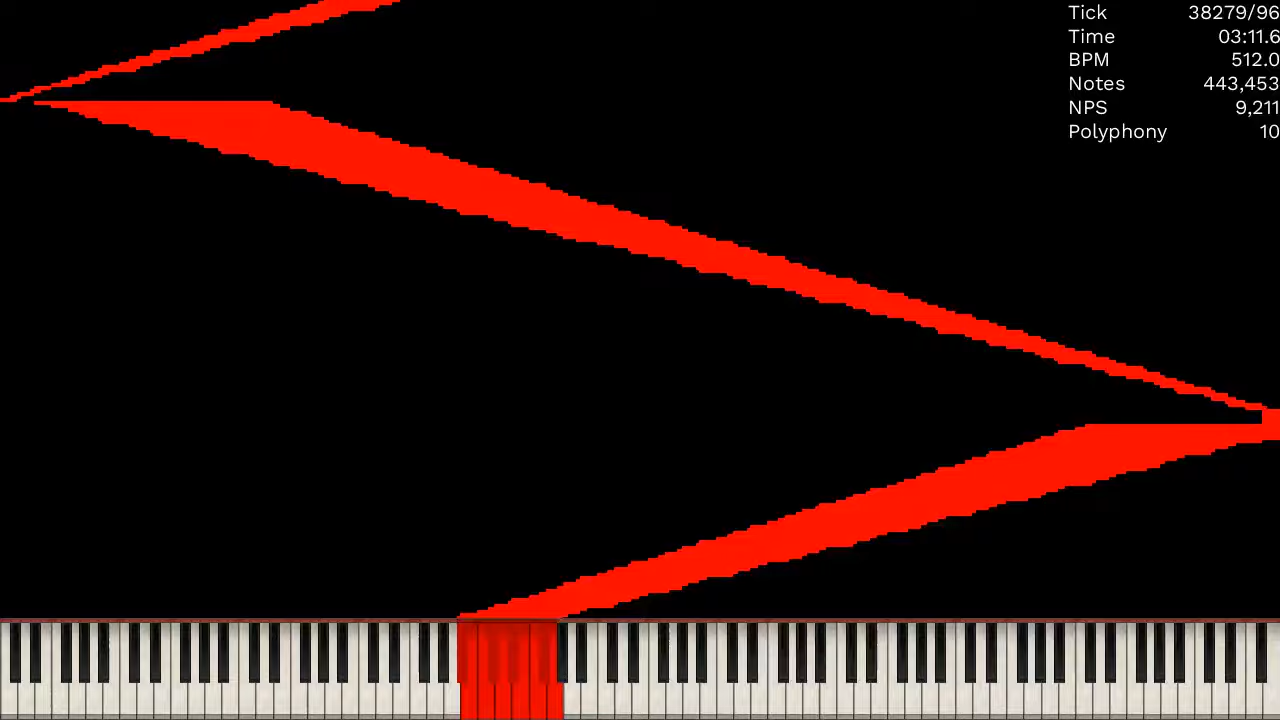 Tick 38279/96
Time 03:11.6
BPM 512.0
Notes 443,453
NPS 9,211
Polyphony 10